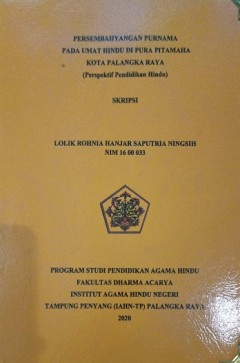 PERSEMBAHYANGAN PURNAMA
PADA UMAT HINDU DI PURA PITAMAHA
KOTA PALANGKA RAYA
(Perspektif Pendidikan Hindu)
SKRIPSI
LOLIK ROHNIA HANJAR SAPUTRIA NINGSIH
NIM 16 00 033
PROGRAM STUDI PENDIDIKAN AGAMA HINDU
FAKULTAS DHARMA ACARYA
INSTITUT AGAMA HINDU NEGERI
TAMPUNG PENYANG (IAHN-TP) PALANGKA RAYA
2020